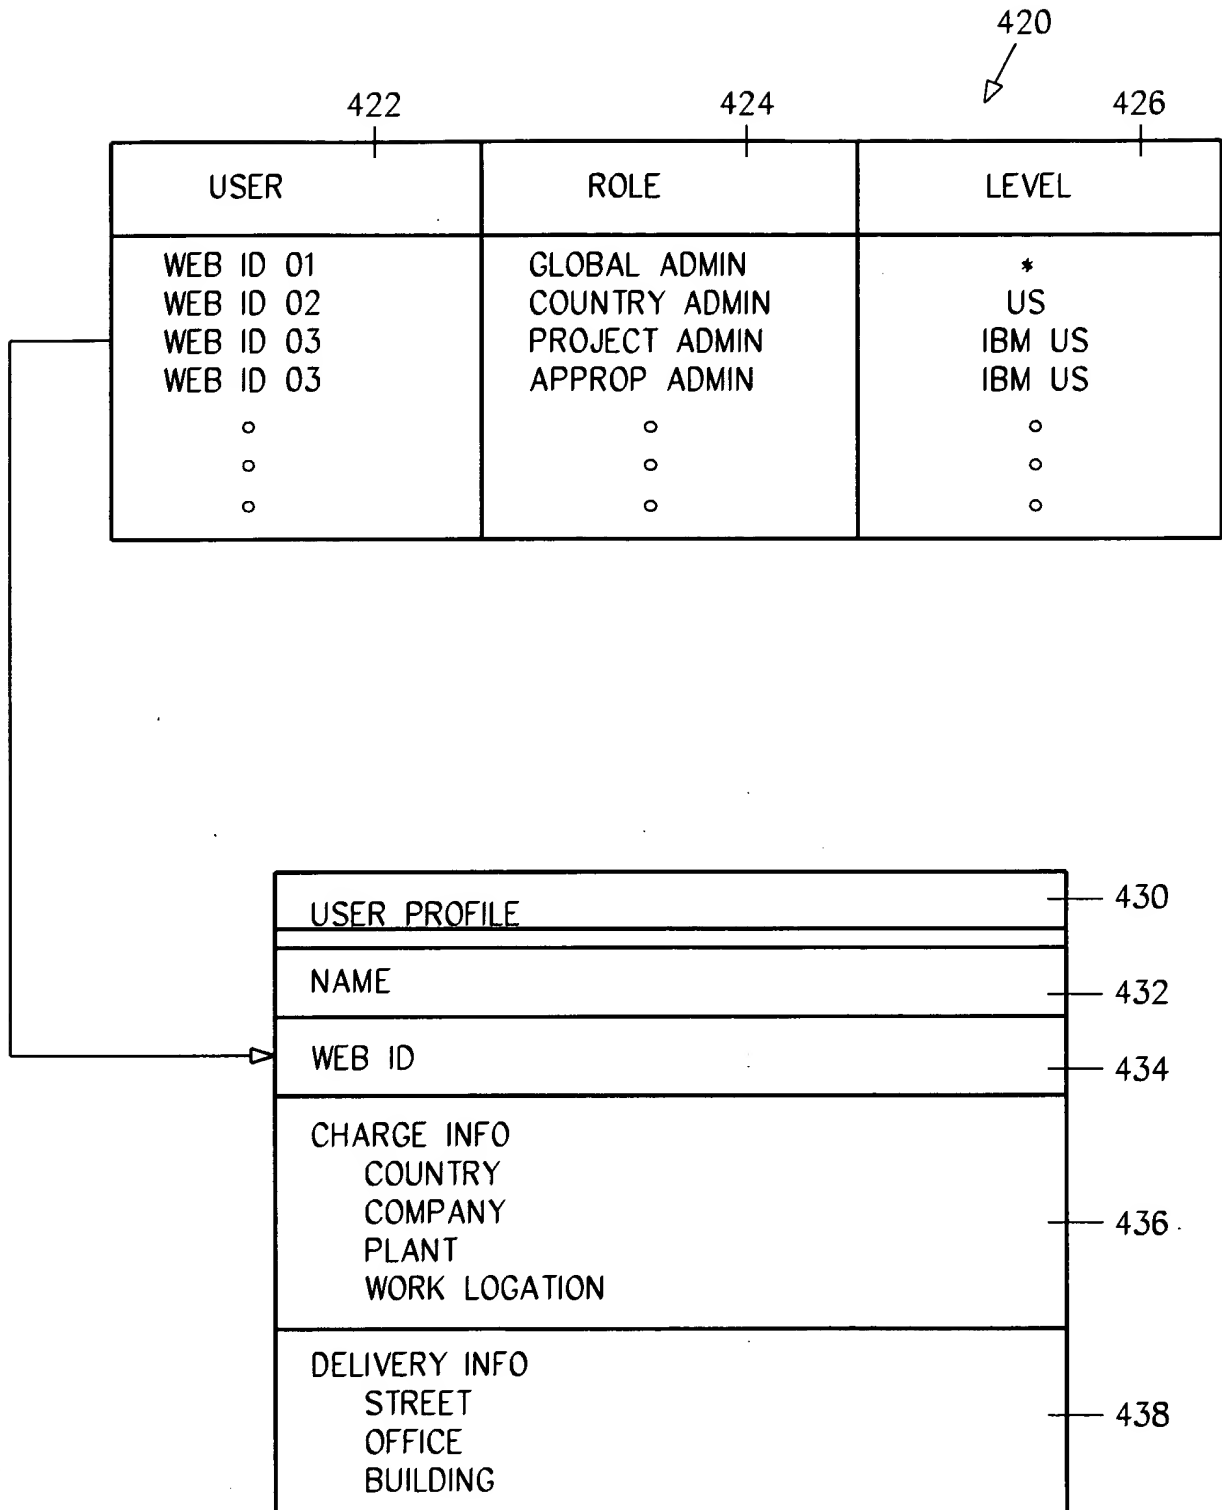 420
422 424 426
USER ROLE LEVEL
WEB ID 01 GLOBAL ADMIN *
WEB ID 02 COUNTRY ADMIN US
WEB ID 03 PROJECT ADMIN IBM US
WEB ID 03 APPROP ADMIN IBM US
USER PROFILE 430
NAME 432
WEB ID 434
CHARGE INFO
COUNTRY
COMPANY 436
PLANT
WORK LOGATION
DELIVERY INFO
STREET 438
OFFICE
BUILDING